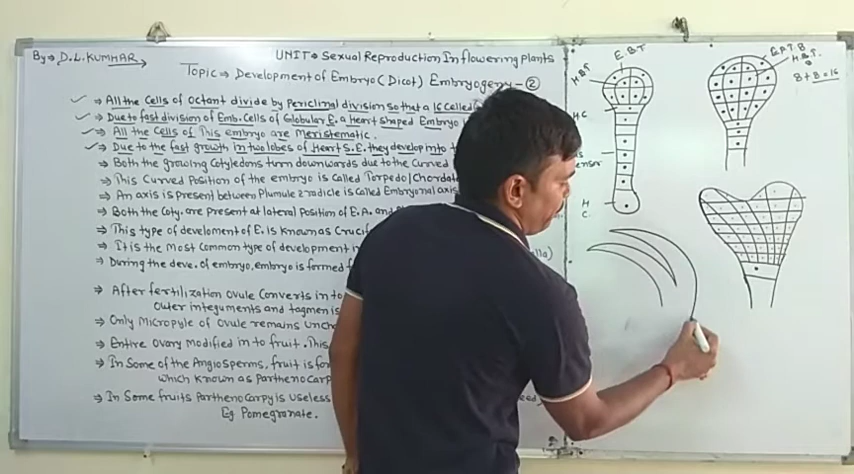 By→ D.L. KUMHAR
UNIT→ Sexual Reproduction In flowering Plants
Topic⇒ Development of Embryo (Dicot) Embryogeny-②
⇒ All the Cells of octant divide by Periclinal division so that a 16 Celled
⇒ Due to fast division of Emb. Cells of Globular E. a Heart Shaped Embryo
⇒ All the Cells of This embryo are Meristematic.
⇒ Due to the fast growth in two lobes of Heart S.E. they develop into
⇒ Both the growing Cotyledons turn downwards due to the Curved
⇒ This Curved Position of the embryo is Called Torpedo/Chordate
⇒ An axis is present between Plumule & radicle is Called Embryonal axis
⇒ Both the Coty. are present at lateral Position of E.A. and
⇒ This type of develoment of E. is Known as Cruci
⇒ It is the Most Common type of development in
lla)
⇒ During the deve. of embryo, embryo is formed
⇒ After fertilization ovule Converts in to
outer integuments and tagmen is
⇒ Only Micropyle of ovule remains Unch
⇒ Entire Ovary Modified in to fruit. This
⇒ In Some of the Angiosperms, fruit is for
which Known as Parthenocarp
⇒ In Some fruits Parthenocarpy is useless
eed,
Eg. Pomegranate.
E.B.T
H.B.T
H.C
ensor
H
C
E.P.T.B
H.B.T.
8
8+8=16